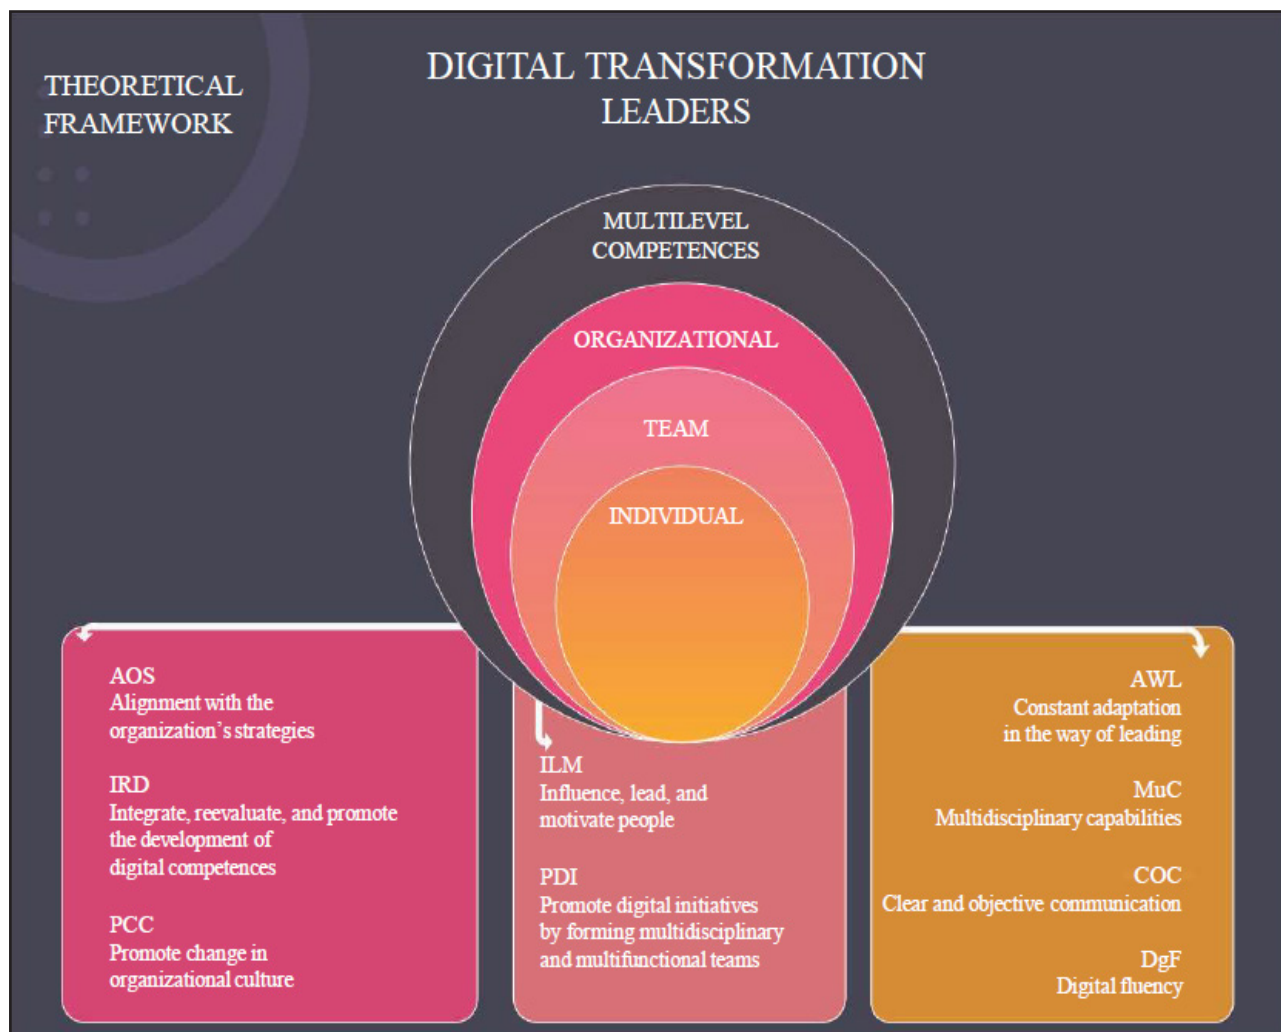 THEORETICAL
FRAMEWORK
DIGITAL TRANSFORMATION
LEADERS
MULTILEVEL
COMPETENCES
ORGANIZATIONAL
TEAM
INDIVIDUAL
AOS
Alignment with the
organization’s strategies
IRD
Integrate, reevaluate, and promote
the development of
digital competences
PCC
Promote change in
organizational culture
ILM
Influence, lead, and
motivate people
PDI
Promote digital initiatives
by forming multidisciplinary
and multifunctional teams
AWL
Constant adaptation
in the way of leading
MuC
Multidisciplinary capabilities
COC
Clear and objective communication
DgF
Digital fluency